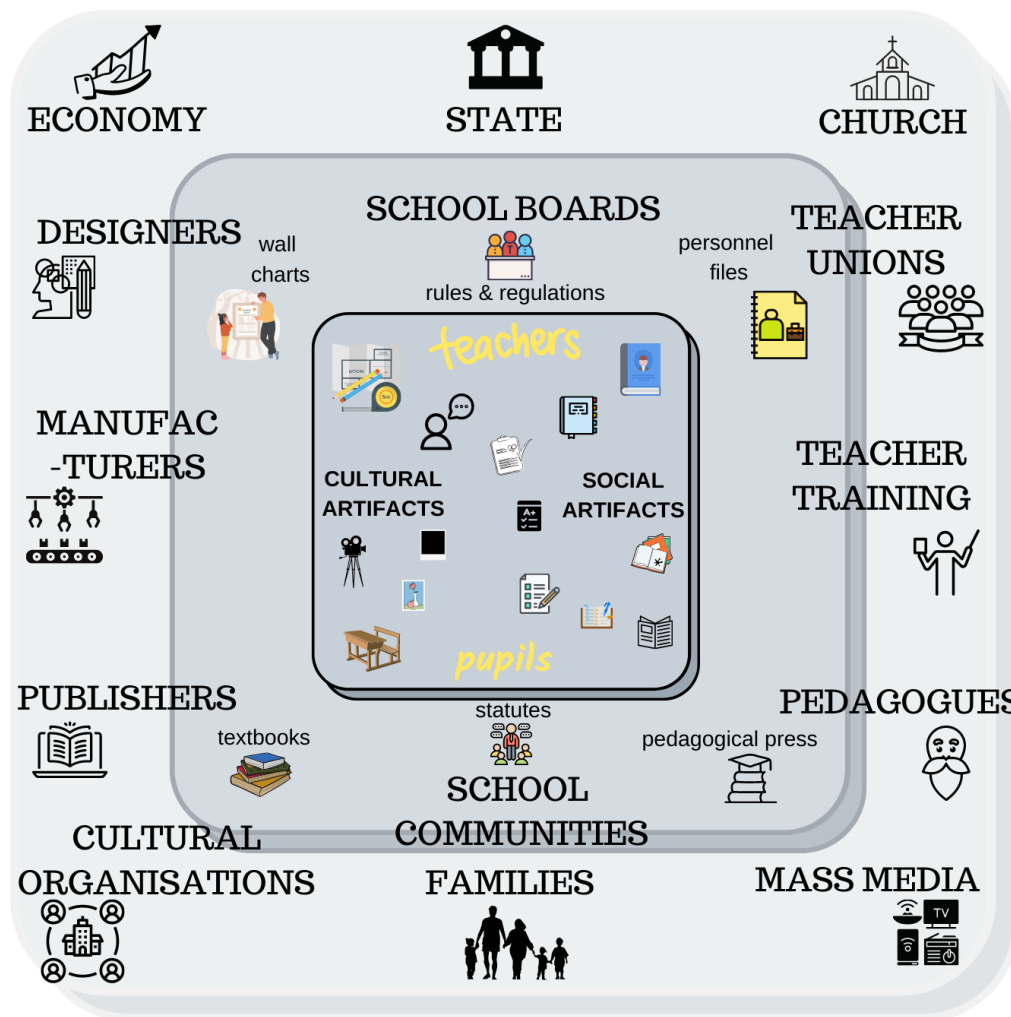 ECONOMY
STATE
CHURCH
SCHOOL BOARDS
TEACHER
UNIONS
DESIGNERS
wall
charts
personnel
files
rules & regulations
teachers
ROOM
5m
MANUFAC
-TURERS
CULTURAL
ARTIFACTS
SOCIAL
ARTIFACTS
A+
TEACHER
TRAINING
pupils
PUBLISHERS
statutes
PEDAGOGUES
textbooks
pedagogical press
SCHOOL
COMMUNITIES
CULTURAL
ORGANISATIONS
FAMILIES
MASS MEDIA
TV